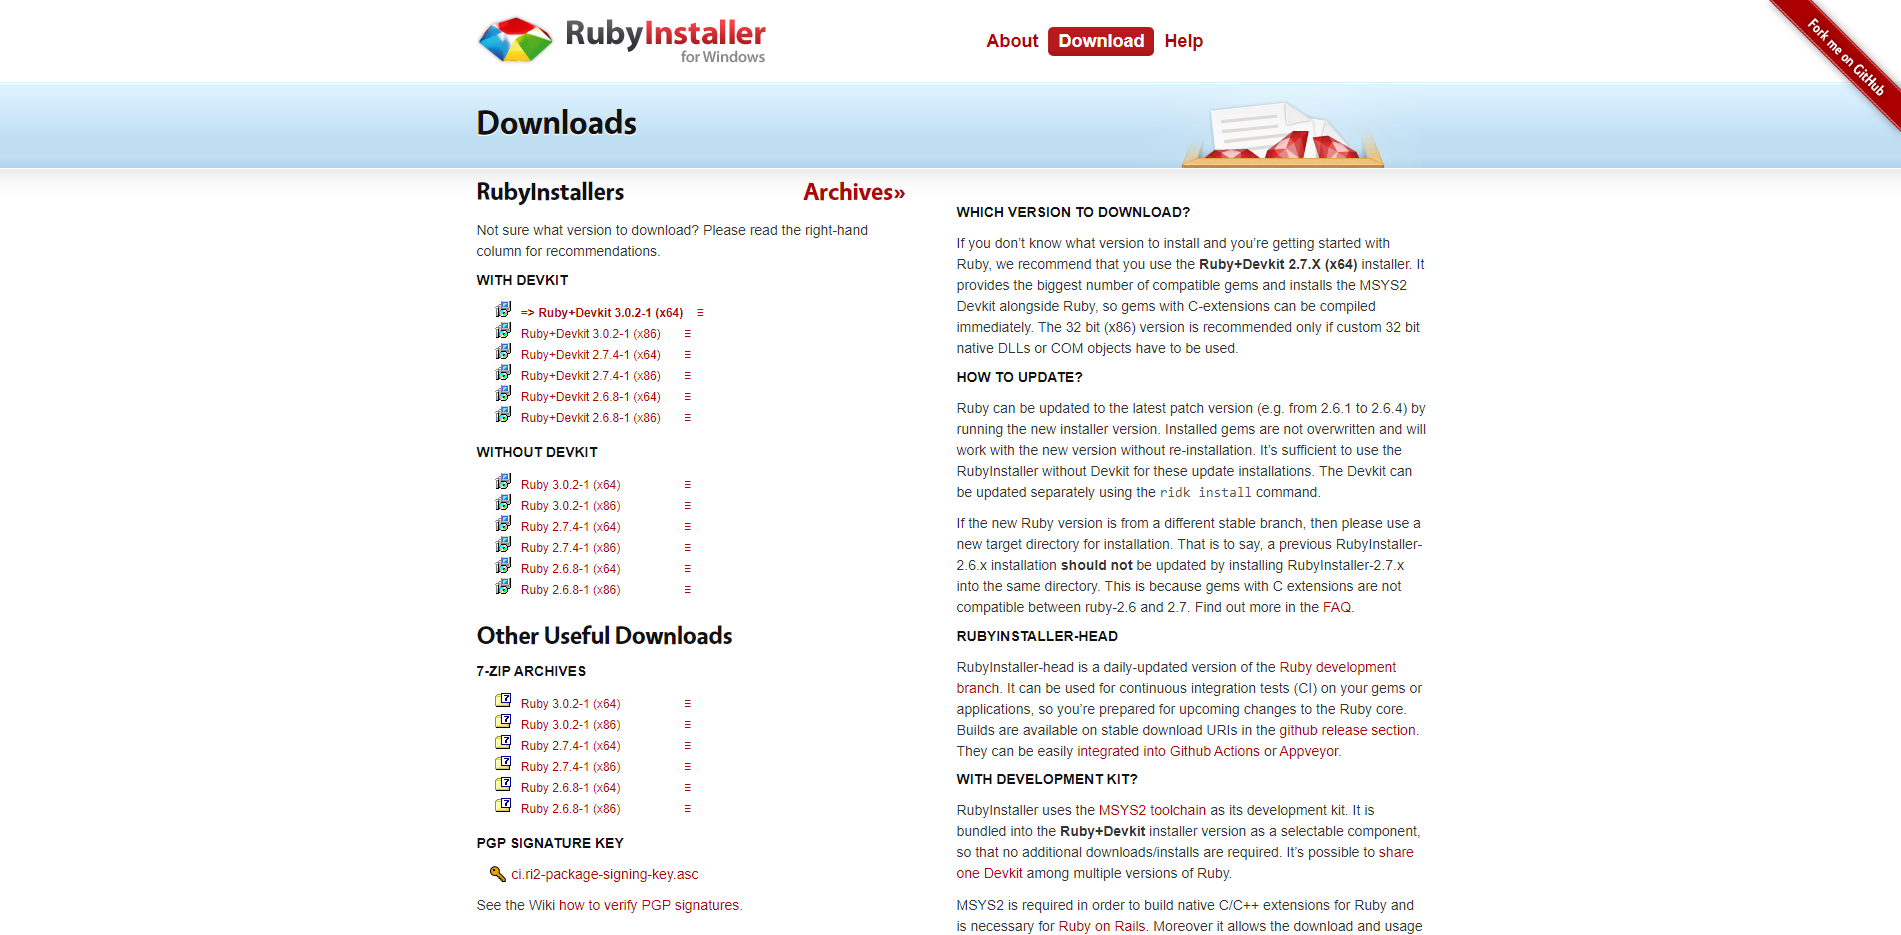 RubyInstaller
for Windows
About Download Help
Fork me on GitHub
Downloads
RubyInstallers
Archives»
Not sure what version to download? Please read the right-hand
column for recommendations.
WITH DEVKIT
=> Ruby+Devkit 3.0.2-1 (x64)
Ruby+Devkit 3.0.2-1 (x86)
Ruby+Devkit 2.7.4-1 (x64)
Ruby+Devkit 2.7.4-1 (x86)
Ruby+Devkit 2.6.8-1 (x64)
Ruby+Devkit 2.6.8-1 (x86)
WITHOUT DEVKIT
Ruby 3.0.2-1 (x64)
Ruby 3.0.2-1 (x86)
Ruby 2.7.4-1 (x64)
Ruby 2.7.4-1 (x86)
Ruby 2.6.8-1 (x64)
Ruby 2.6.8-1 (x86)
Other Useful Downloads
7-ZIP ARCHIVES
Ruby 3.0.2-1 (x64)
Ruby 3.0.2-1 (x86)
Ruby 2.7.4-1 (x64)
Ruby 2.7.4-1 (x86)
Ruby 2.6.8-1 (x64)
Ruby 2.6.8-1 (x86)
PGP SIGNATURE KEY
ci.ri2-package-signing-key.asc
See the Wiki how to verify PGP signatures.
WHICH VERSION TO DOWNLOAD?
If you don’t know what version to install and you’re getting started with
Ruby, we recommend that you use the Ruby+Devkit 2.7.X (x64) installer. It
provides the biggest number of compatible gems and installs the MSYS2
Devkit alongside Ruby, so gems with C-extensions can be compiled
immediately. The 32 bit (x86) version is recommended only if custom 32 bit
native DLLs or COM objects have to be used.
HOW TO UPDATE?
Ruby can be updated to the latest patch version (e.g. from 2.6.1 to 2.6.4) by
running the new installer version. Installed gems are not overwritten and will
work with the new version without re-installation. It’s sufficient to use the
RubyInstaller without Devkit for these update installations. The Devkit can
be updated separately using the ridk install command.
If the new Ruby version is from a different stable branch, then please use a
new target directory for installation. That is to say, a previous RubyInstaller-
2.6.x installation should not be updated by installing RubyInstaller-2.7.x
into the same directory. This is because gems with C extensions are not
compatible between ruby-2.6 and 2.7. Find out more in the FAQ.
RUBYINSTALLER-HEAD
RubyInstaller-head is a daily-updated version of the Ruby development
branch. It can be used for continuous integration tests (CI) on your gems or
applications, so you’re prepared for upcoming changes to the Ruby core.
Builds are available on stable download URIs in the github release section.
They can be easily integrated into Github Actions or Appveyor.
WITH DEVELOPMENT KIT?
RubyInstaller uses the MSYS2 toolchain as its development kit. It is
bundled into the Ruby+Devkit installer version as a selectable component,
so that no additional downloads/installs are required. It’s possible to share
one Devkit among multiple versions of Ruby.
MSYS2 is required in order to build native C/C++ extensions for Ruby and
is necessary for Ruby on Rails. Moreover it allows the download and usage